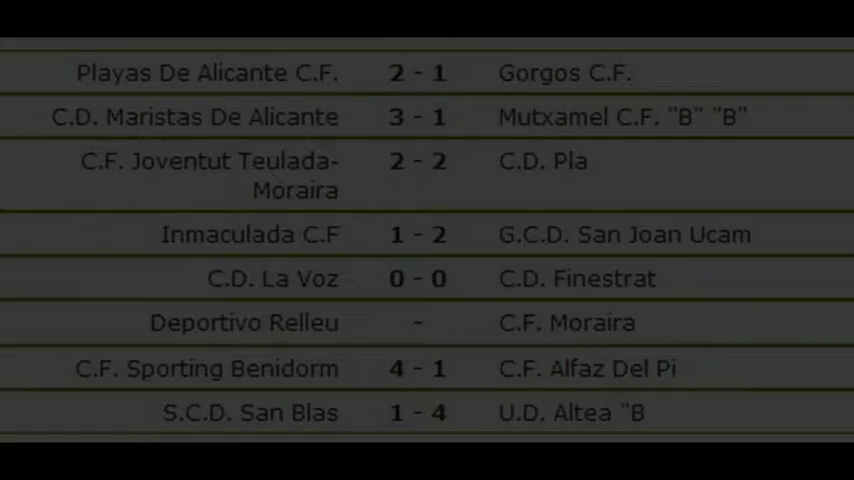 Playas De Alicante C.F. 2 - 1 Gorgos C.F.
C.D. Maristas De Alicante 3 - 1 Mutxamel C.F. "B" "B"
C.F. Joventut Teulada- 2 - 2 C.D. Pla
Moraira
Inmaculada C.F 1 - 2 G.C.D. San Joan Ucam
C.D. La Voz 0 - 0 C.D. Finestrat
Deportivo Relleu - C.F. Moraira
C.F. Sporting Benidorm 4 - 1 C.F. Alfaz Del Pi
S.C.D. San Blas 1 - 4 U.D. Altea "B